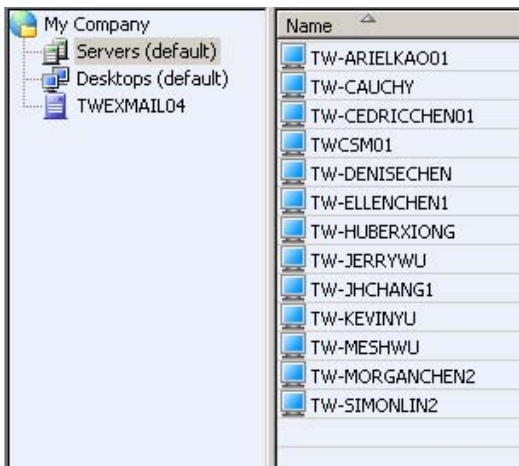 My Company
Servers (default)
Desktops (default)
TWEXMAIL04
Name
TW-ARIELKAO01
TW-CAUCHY
TW-CEDRICCHEN01
TWCSM01
TW-DENISECHEN
TW-ELLENCHEN1
TW-HUBERXIONG
TW-JERRYWU
TW-JHCHANG1
TW-KEVINYU
TW-MESHWU
TW-MORGANCHEN2
TW-SIMONLIN2